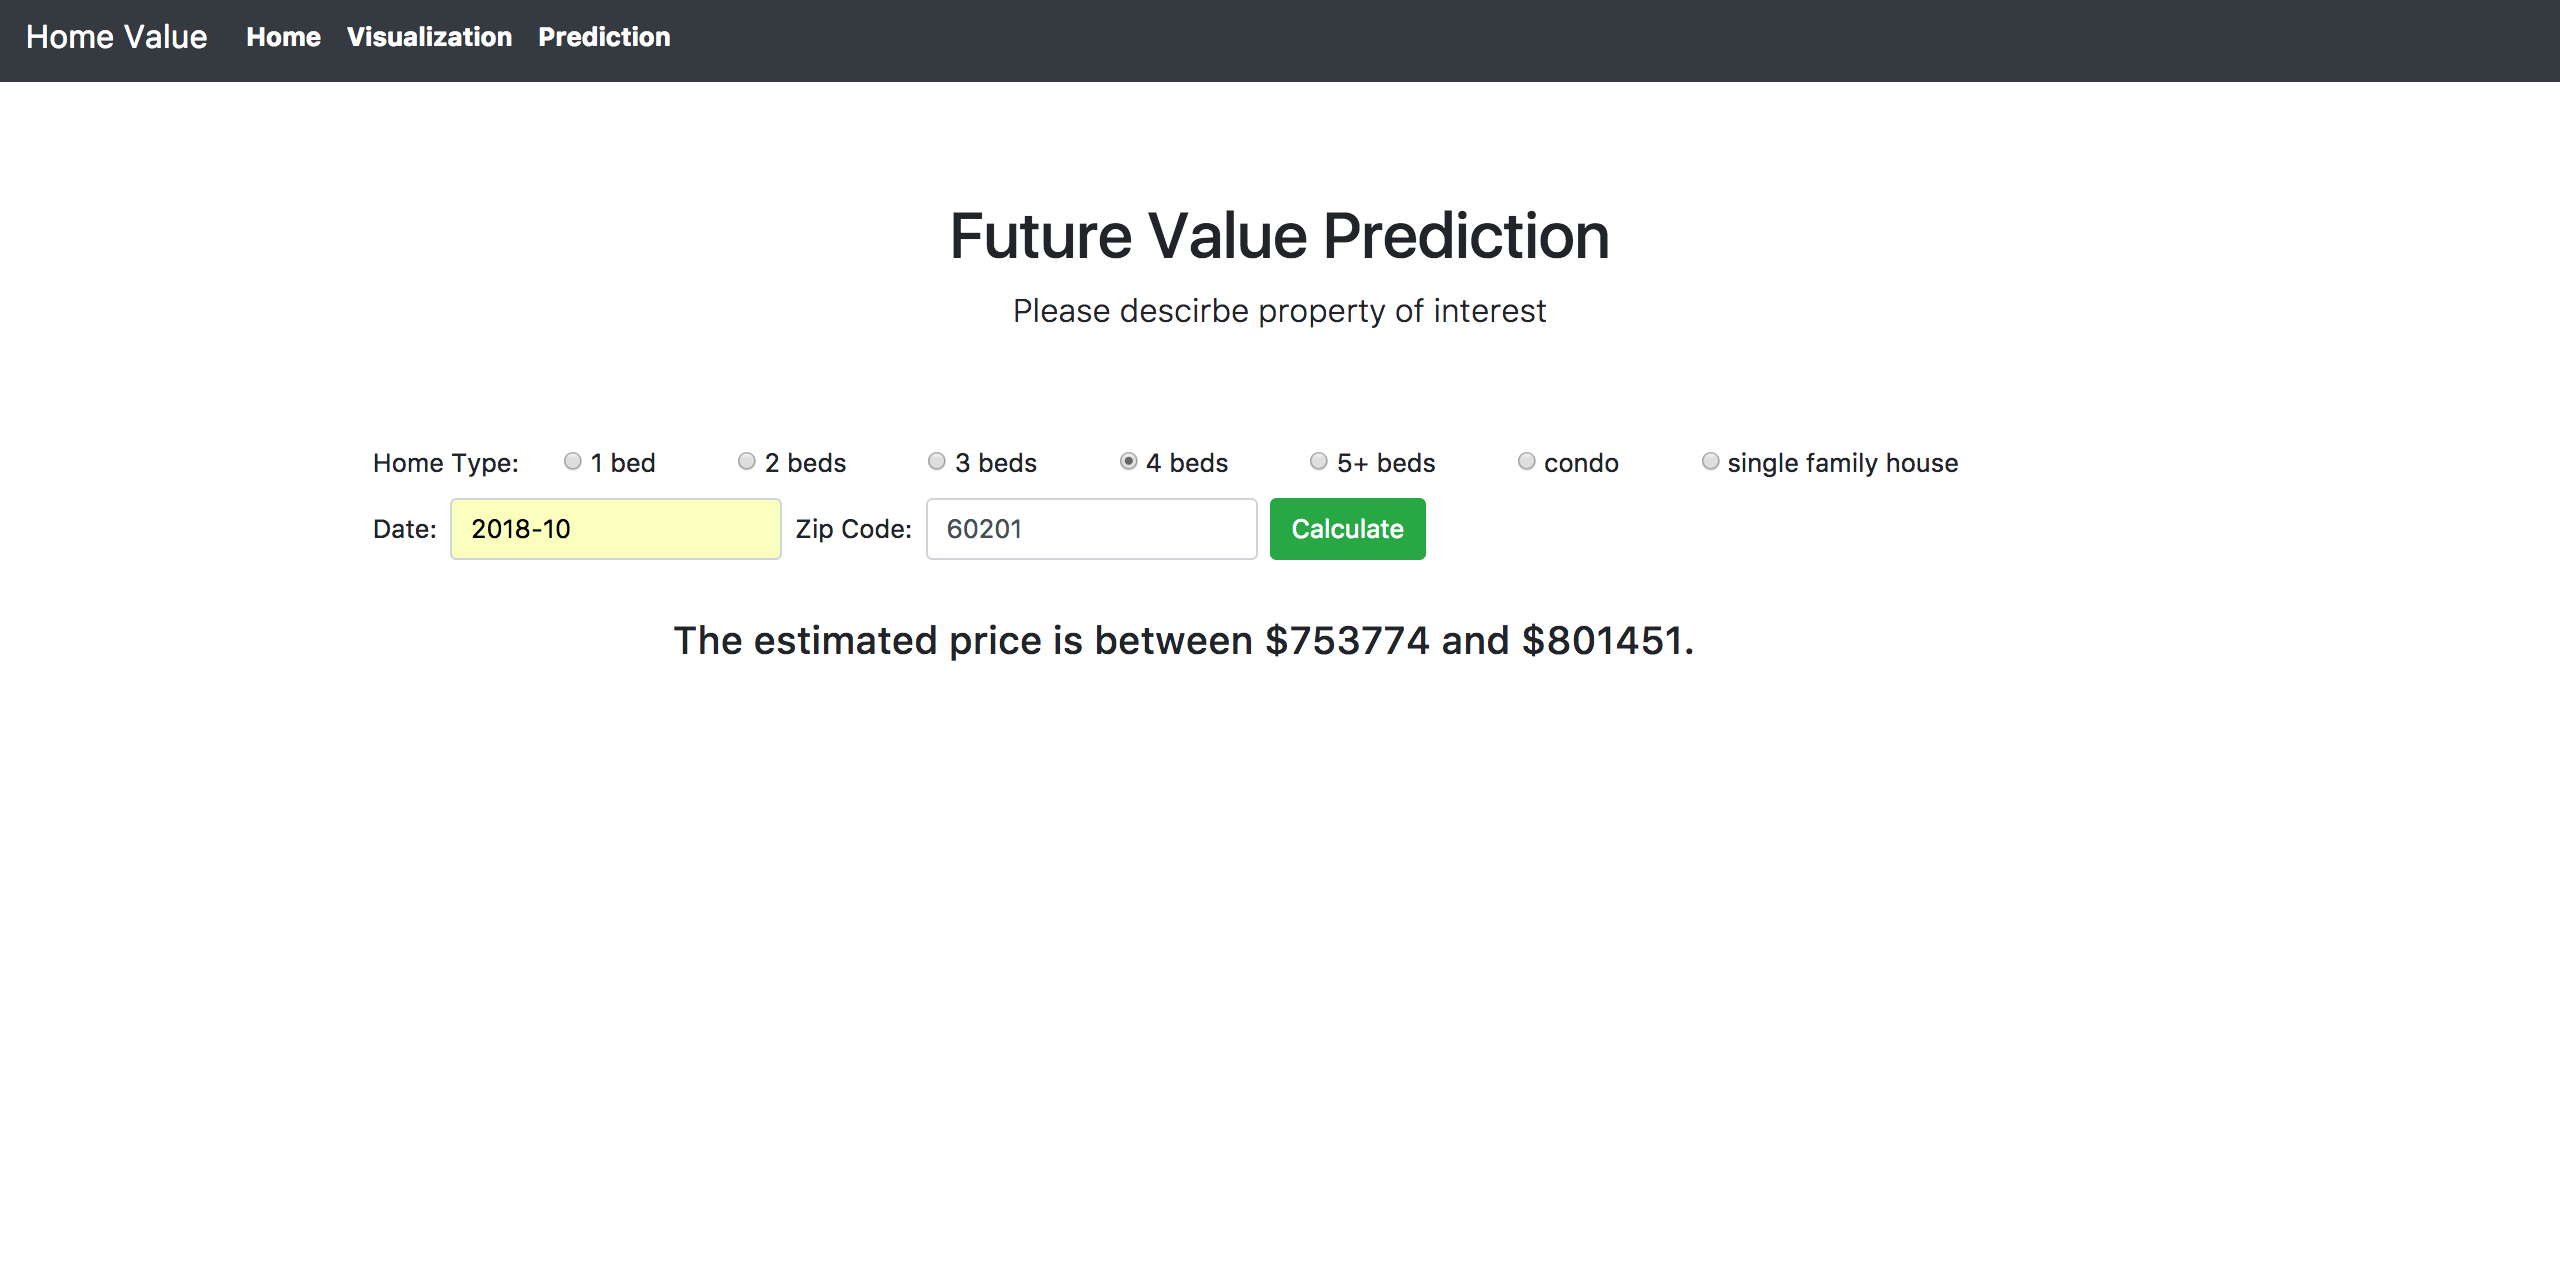 Home Value Home Visualization Prediction
Future Value Prediction
Please descirbe property of interest
Home Type: 1 bed 2 beds 3 beds 4 beds 5+ beds condo single family house
Date: 2018-10 Zip Code: 60201 Calculate
The estimated price is between $753774 and $801451.